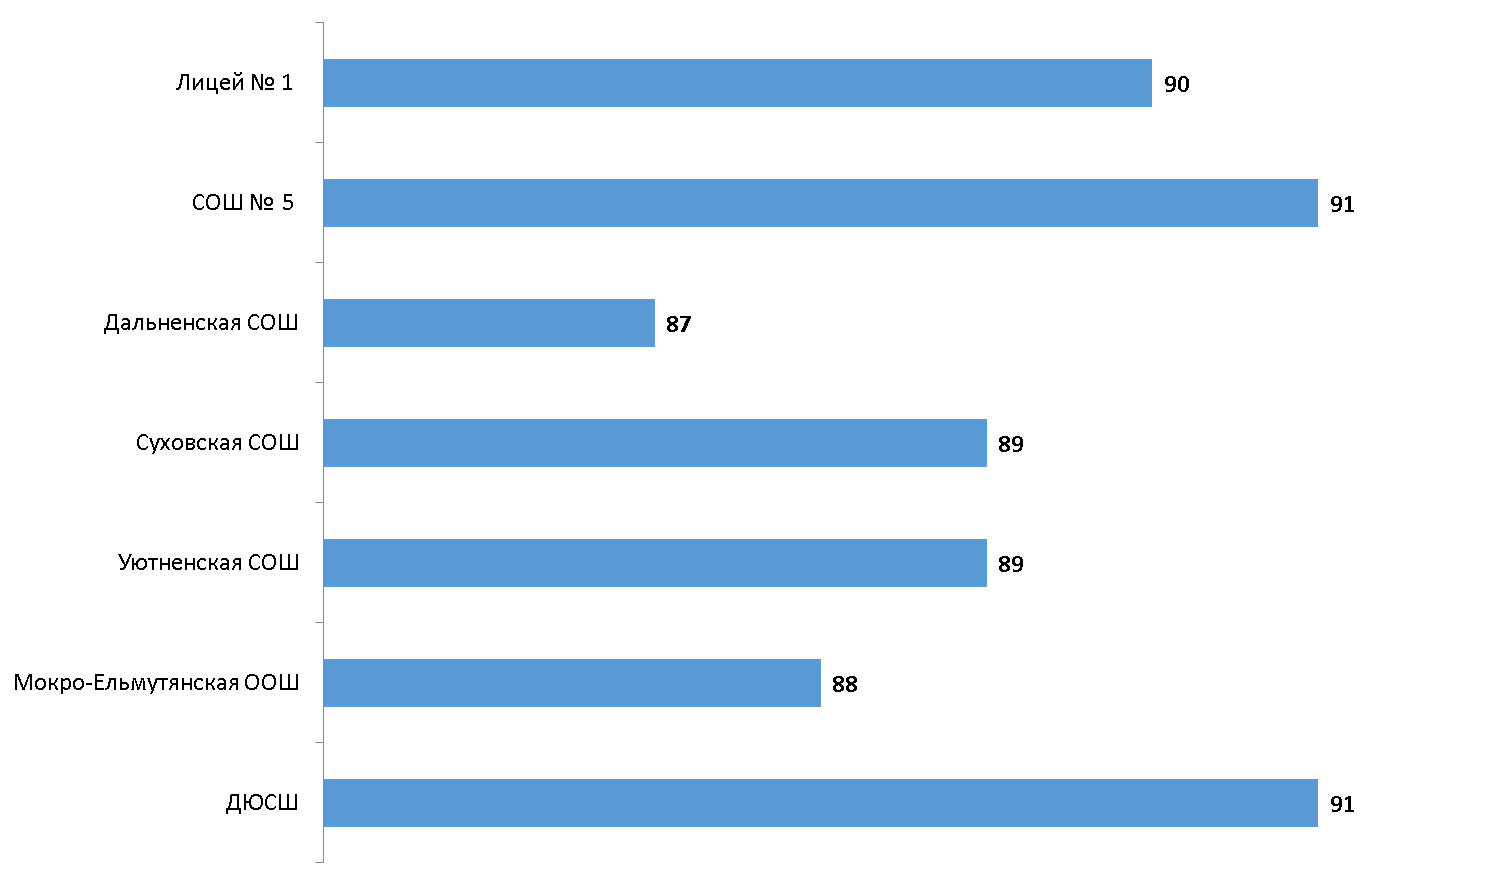 Лицей № 1
90
СОШ № 5
91
Дальненская СОШ
87
Суховская СОШ
89
Уютненская СОШ
89
Мокро-Ельмутянская ООШ
88
ДЮСШ
91